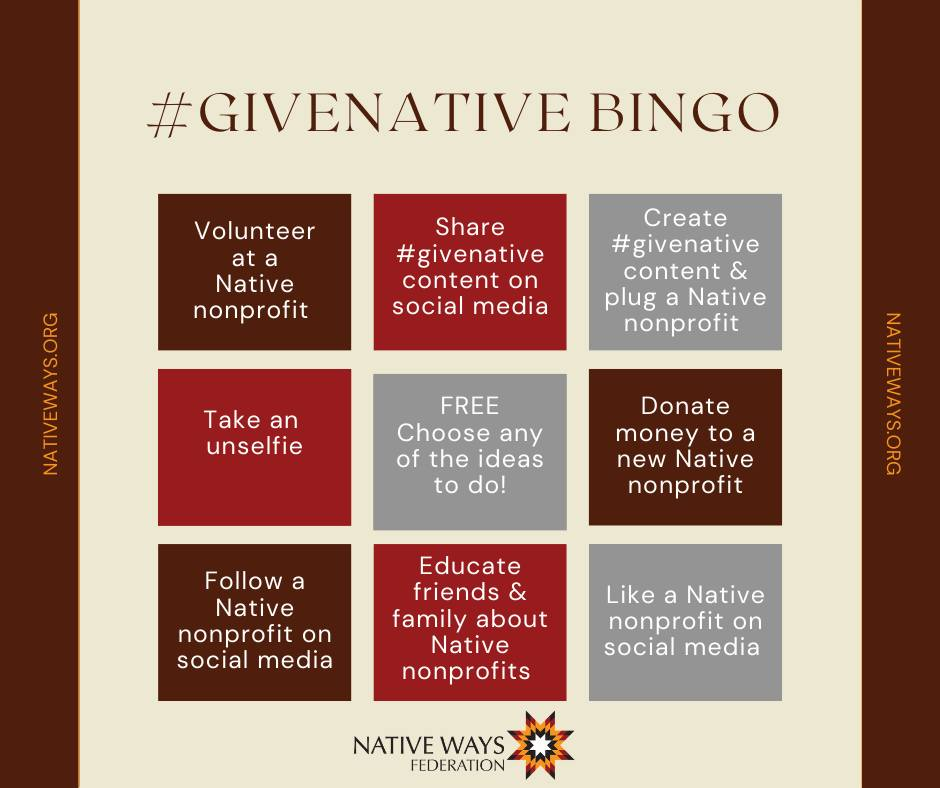 #GIVENATIVE BINGO
Volunteer
at a
Native
nonprofit
Share
#givenative
content on
social media
Create
#givenative
content &
plug a Native
nonprofit
Take an
unselfie
FREE
Choose any
of the ideas
to do!
Donate
money to a
new Native
nonprofit
Follow a
Native
nonprofit on
social media
Educate
friends &
family about
Native
nonprofits
Like a Native
nonprofit on
social media
NATIVEWAYS.ORG
NATIVEWAYS.ORG
NATIVE WAYS
FEDERATION